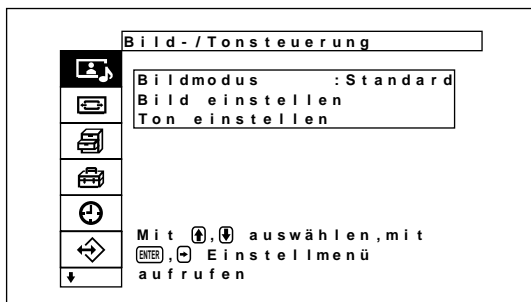 Bild-/Tonsteuerung
Bildmodus :Standard
Bild einstellen
Ton einstellen
Mit ↑,↓ auswählen,mit
ENTER,→ Einstellmenü
aufrufen